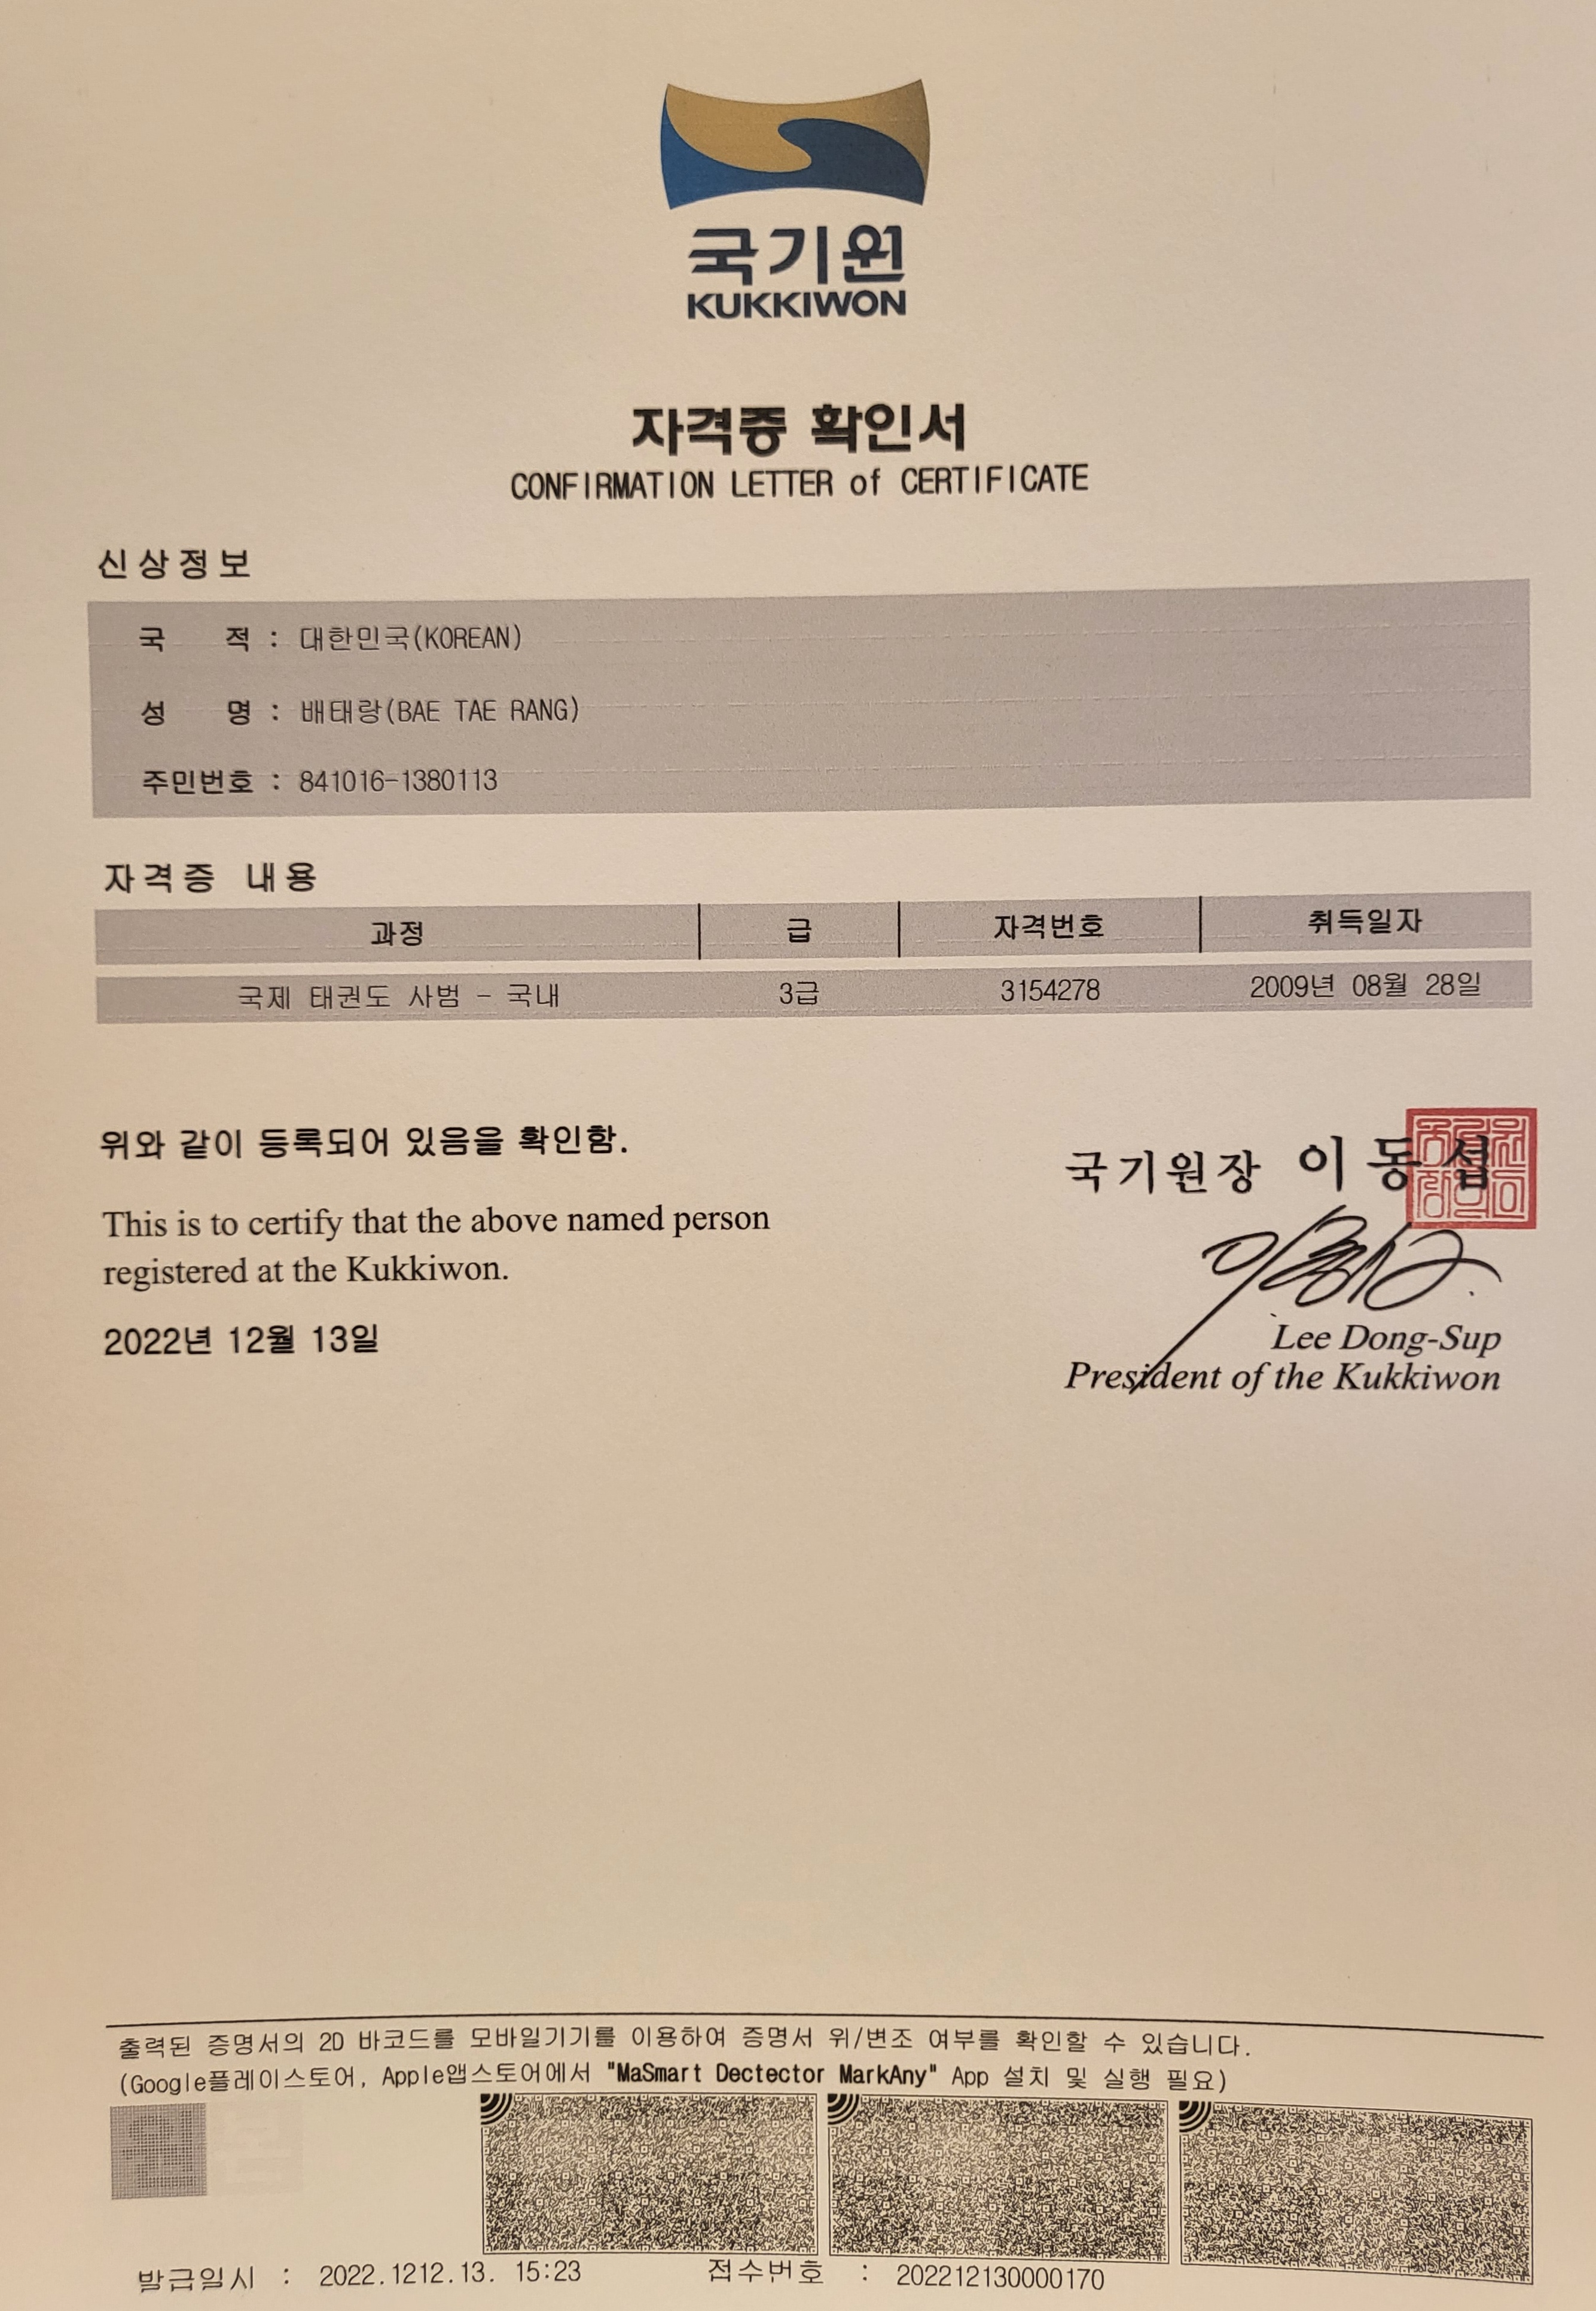 국기원
KUKKIWON
자격증 확인서
CONFIRMATION LETTER of CERTIFICATE
신상정보
국 적 : 대한민국(KOREAN)
성 명 : 배태랑(BAE TAE RANG)
주민번호 : 841016-1380113
자격증 내용
과정 급 자격번호 취득일자
국제 태권도 사범 - 국내 3급 3154278 2009년 08월 28일
위와 같이 등록되어 있음을 확인함.
국기원장 이동섭
This is to certify that the above named person
registered at the Kukkiwon.
2022년 12월 13일
Lee Dong-Sup
President of the Kukkiwon
출력된 증명서의 2D 바코드를 모바일기기를 이용하여 증명서 위/변조 여부를 확인할 수 있습니다.
(Google플레이스토어, Apple앱스토어에서 "MaSmart Dectector MarkAny" App 설치 및 실행 필요)
발급일시 : 2022.1212.13. 15:23 접수번호 : 202212130000170